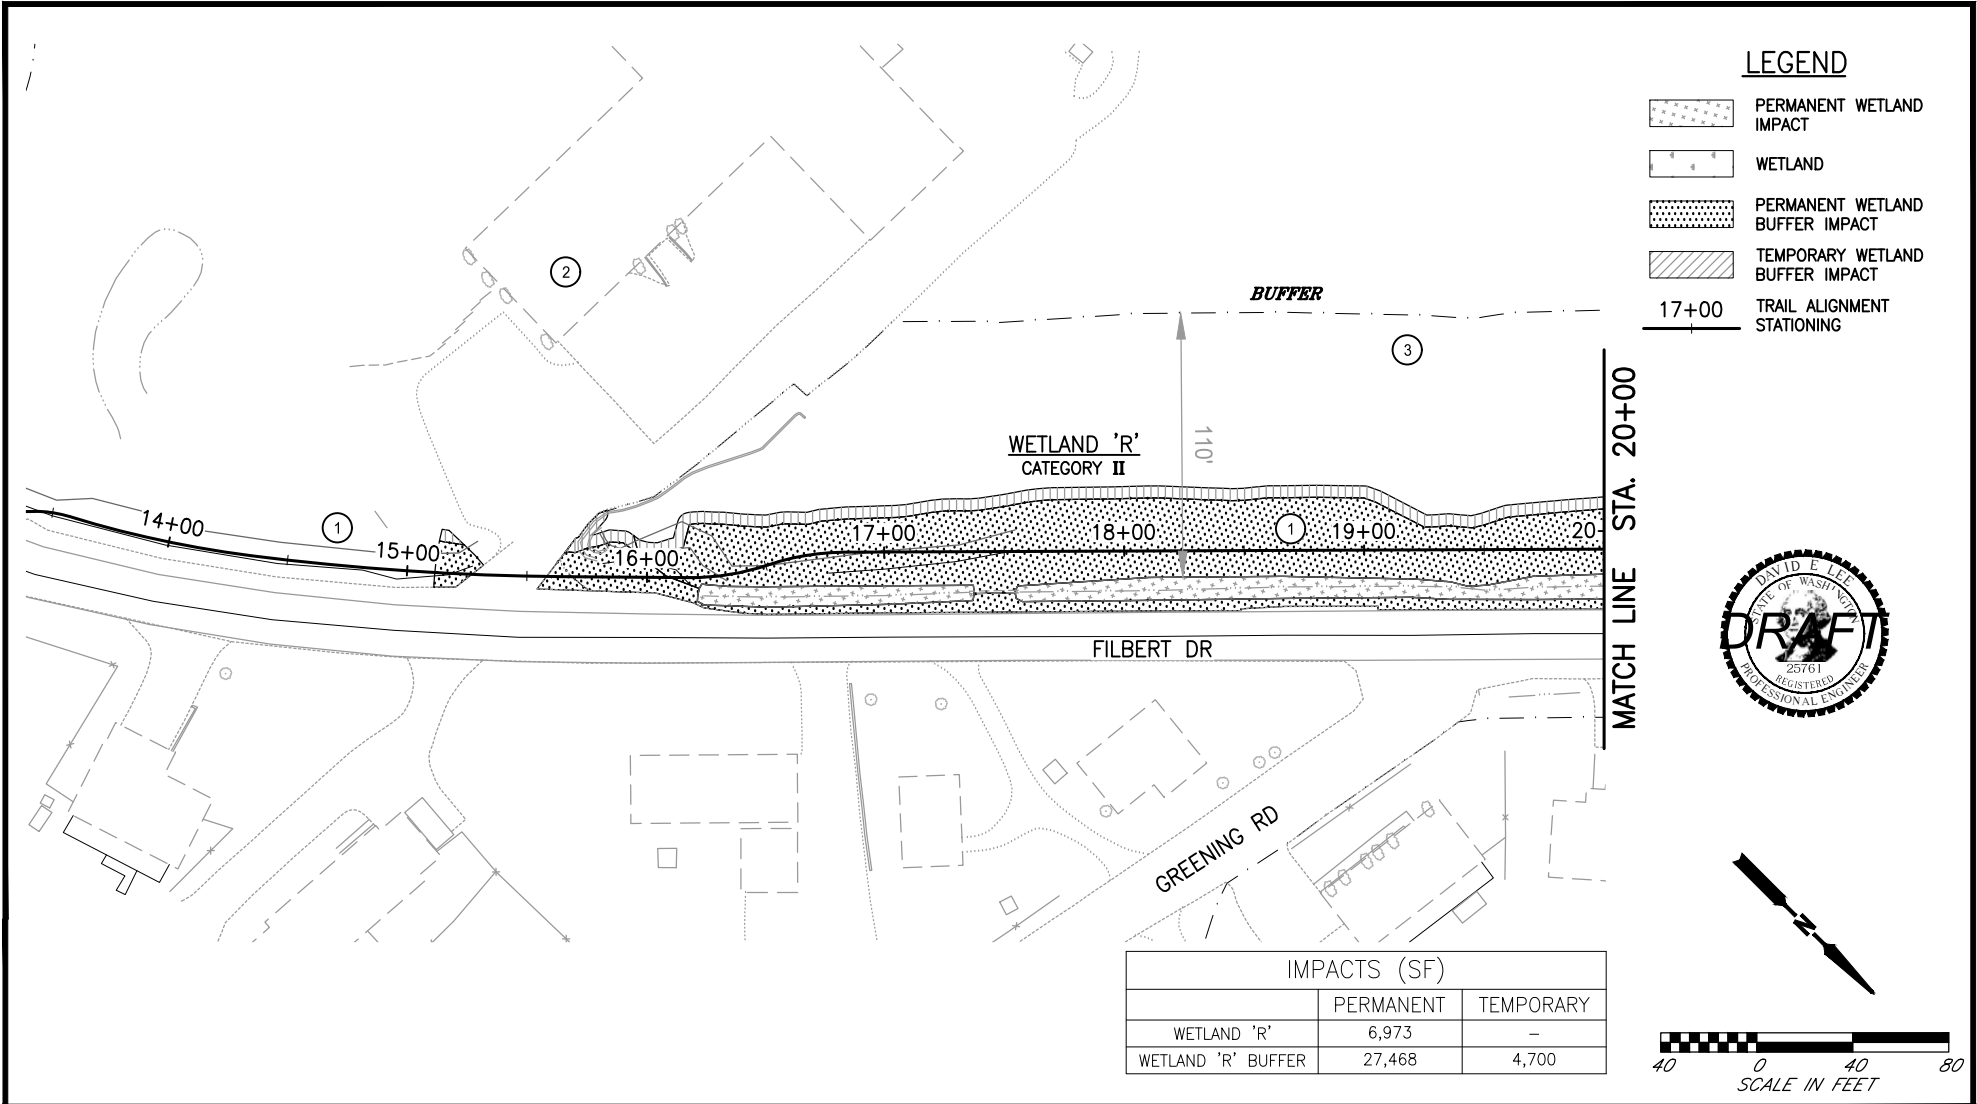 LEGEND
PERMANENT WETLAND
IMPACT
WETLAND
PERMANENT WETLAND
BUFFER IMPACT
TEMPORARY WETLAND
BUFFER IMPACT
17+00
TRAIL ALIGNMENT
STATIONING
2
BUFFER
3
110'
WETLAND 'R'
CATEGORY II
14+00
1
15+00
16+00
17+00
18+00
1
19+00
20
MATCH LINE STA. 20+00
FILBERT DR
GREENING RD
DAVID E LEE
STATE OF WASHINGTON
DRAFT
25761
REGISTERED
PROFESSIONAL ENGINEER
N
IMPACTS (SF)
PERMANENT TEMPORARY
WETLAND 'R' 6,973 –
WETLAND 'R' BUFFER 27,468 4,700
40 0 40 80
SCALE IN FEET